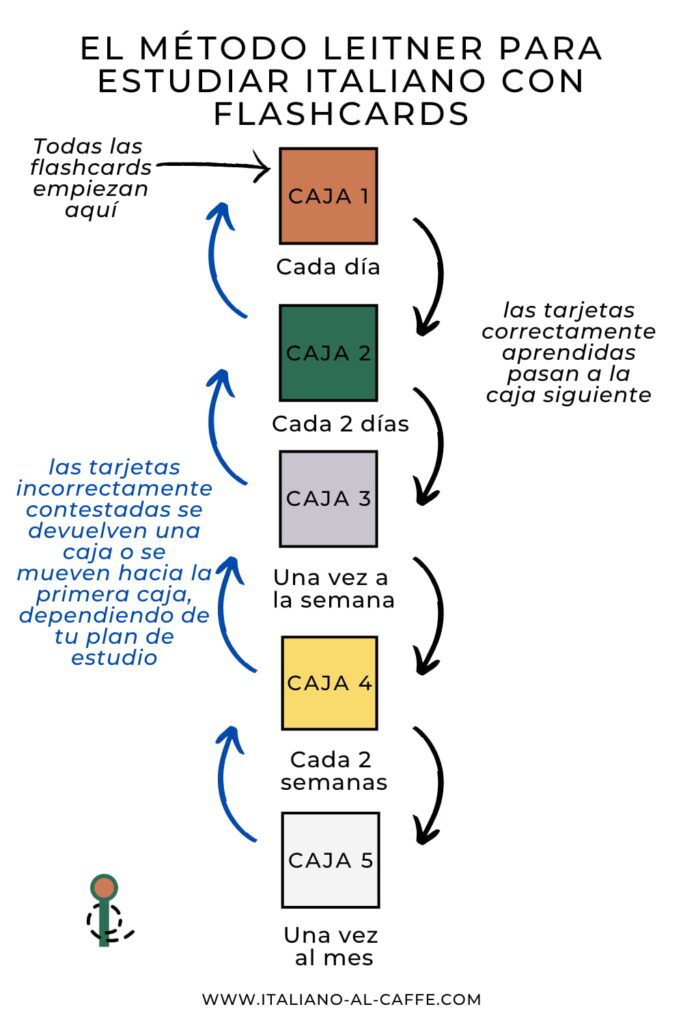 EL MÉTODO LEITNER PARA
ESTUDIAR ITALIANO CON
FLASHCARDS
Todas las
flashcards
empiezan
aquí
CAJA 1
Cada día
CAJA 2
las tarjetas
correctamente
aprendidas
pasan a la
caja siguiente
Cada 2 días
CAJA 3
las tarjetas
incorrectamente
contestadas se
devuelven una
caja o se
mueven hacia la
primera caja,
dependiendo de
tu plan de
estudio
Una vez a
la semana
CAJA 4
Cada 2
semanas
CAJA 5
Una vez
al mes
WWW.ITALIANO-AL-CAFFE.COM